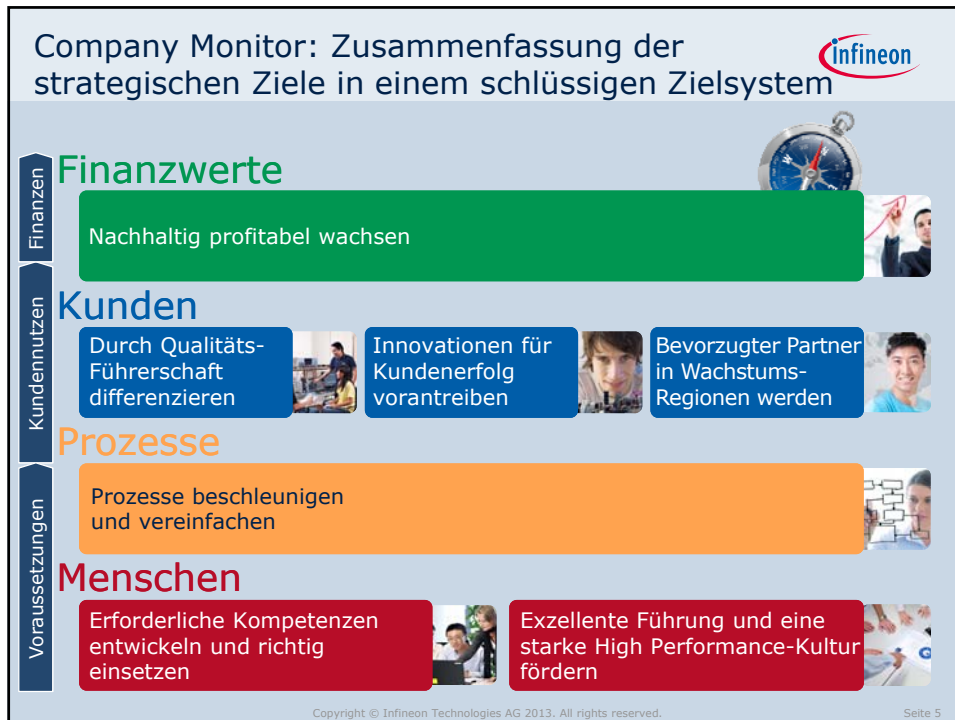 Company Monitor: Zusammenfassung der
strategischen Ziele in einem schlüssigen Zielsystem
infineon
Finanzen
Finanzwerte
Nachhaltig profitabel wachsen
Kundennutzen
Kunden
Durch Qualitäts-
Führerschaft
differenzieren
Innovationen für
Kundenerfolg
vorantreiben
Bevorzugter Partner
in Wachstums-
Regionen werden
Prozesse
Prozesse beschleunigen
und vereinfachen
Voraussetzungen
Menschen
Erforderliche Kompetenzen
entwickeln und richtig
einsetzen
Exzellente Führung und eine
starke High Performance-Kultur
fördern
Copyright © Infineon Technologies AG 2013. All rights reserved.
Seite 5